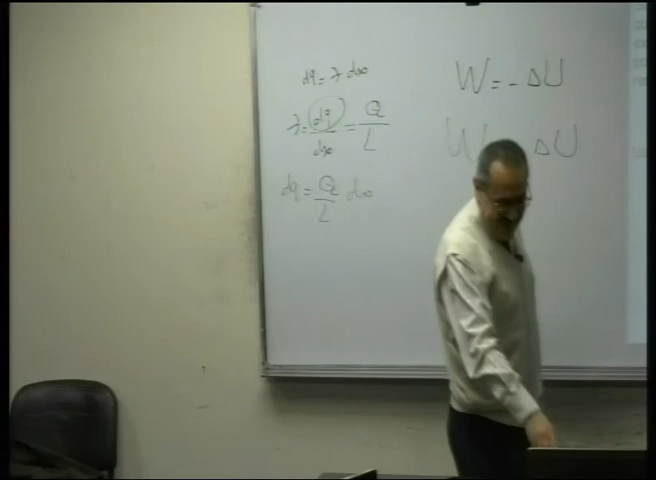 dq = λ dx
λ = dq/dx = Q/L
dq = Q/L dx
W = - ΔU
W ΔU